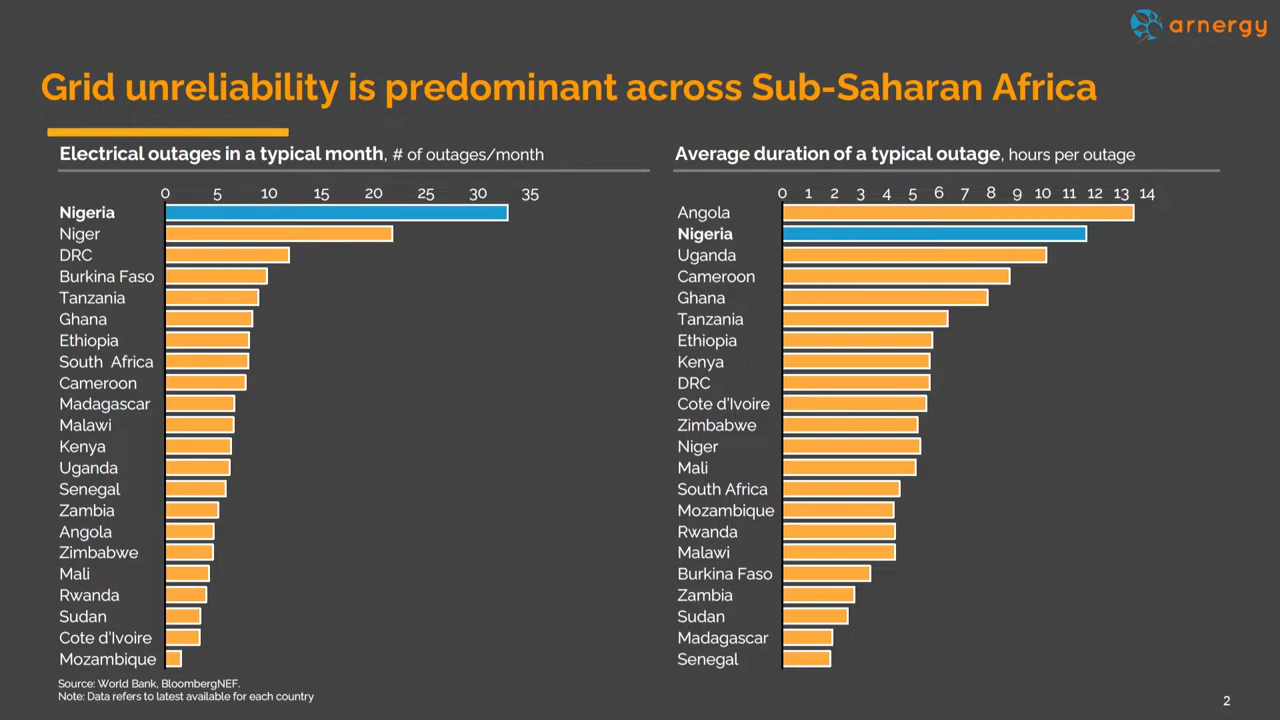 arnergy
Grid unreliability is predominant across Sub-Saharan Africa
Electrical outages in a typical month, # of outages/month
0 5 10 15 20 25 30 35
Nigeria
Niger
DRC
Burkina Faso
Tanzania
Ghana
Ethiopia
South Africa
Cameroon
Madagascar
Malawi
Kenya
Uganda
Senegal
Zambia
Angola
Zimbabwe
Mali
Rwanda
Sudan
Cote d'Ivoire
Mozambique
Average duration of a typical outage, hours per outage
0 1 2 3 4 5 6 7 8 9 10 11 12 13 14
Angola
Nigeria
Uganda
Cameroon
Ghana
Tanzania
Ethiopia
Kenya
DRC
Cote d'Ivoire
Zimbabwe
Niger
Mali
South Africa
Mozambique
Rwanda
Malawi
Burkina Faso
Zambia
Sudan
Madagascar
Senegal
Source: World Bank, BloombergNEF.
Note: Data refers to latest available for each country
2